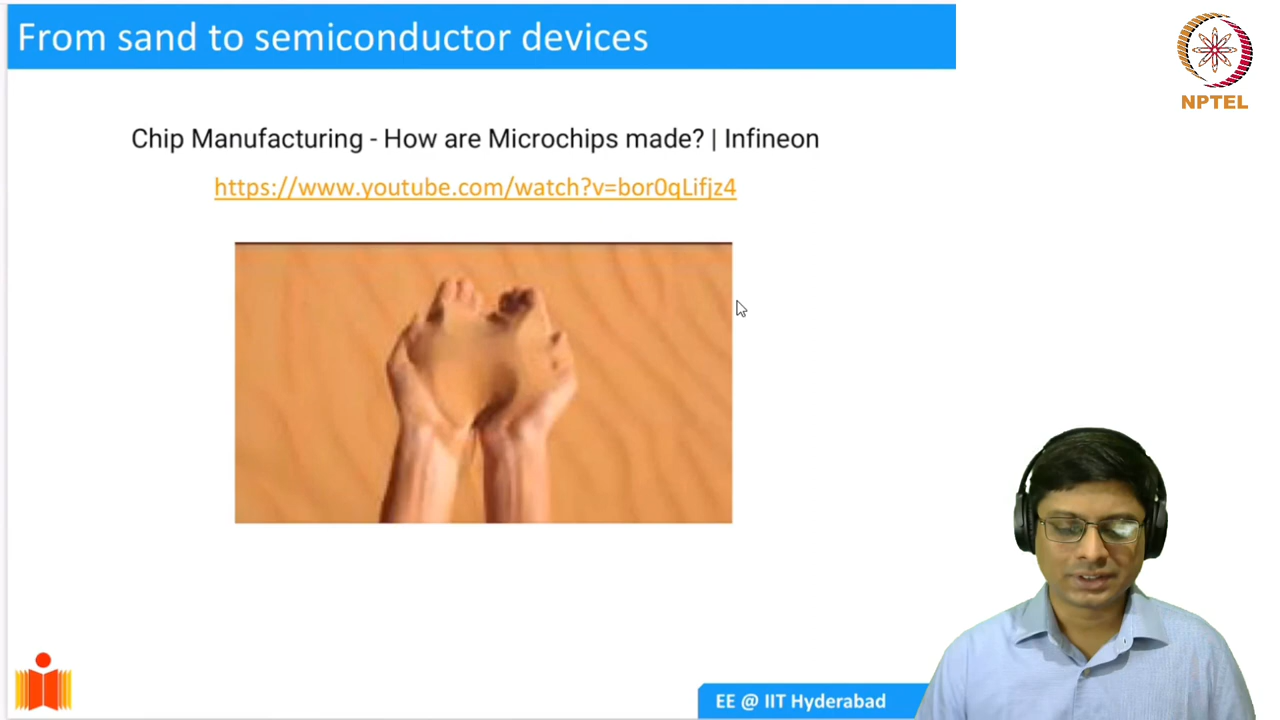 From sand to semiconductor devices
NPTEL
Chip Manufacturing - How are Microchips made? | Infineon
https://www.youtube.com/watch?v=bor0qLifjz4
EE @ IIT Hyderabad